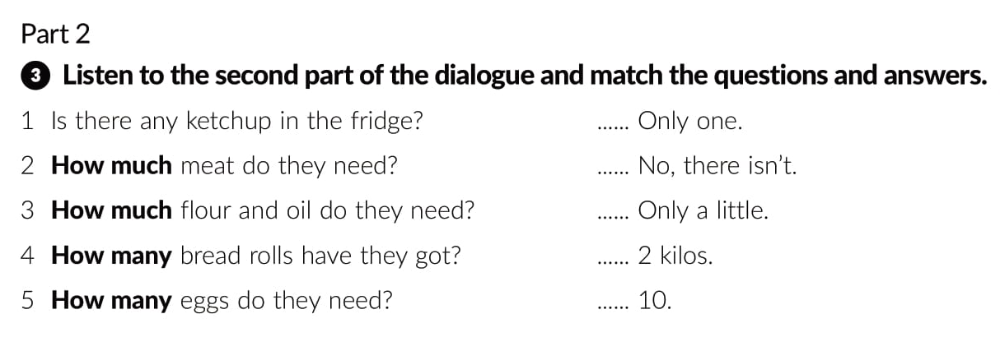 Part 2
3 Listen to the second part of the dialogue and match the questions and answers.
1 Is there any ketchup in the fridge? ...... Only one.
2 How much meat do they need? ...... No, there isn't.
3 How much flour and oil do they need? ...... Only a little.
4 How many bread rolls have they got? ...... 2 kilos.
5 How many eggs do they need? ...... 10.